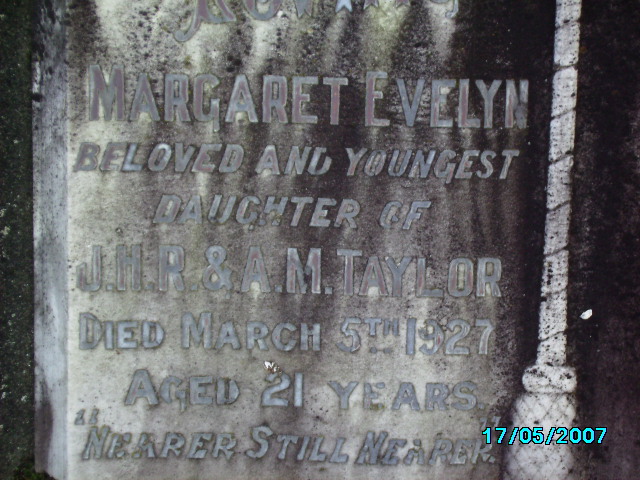 MARGARET EVELYN
BELOVED AND YOUNGEST
DAUGHTER OF
J.H.R. & A.M. TAYLOR
DIED MARCH 5TH 1927
AGED 21 YEARS
"NEARER STILL NEARER"
17/05/2007